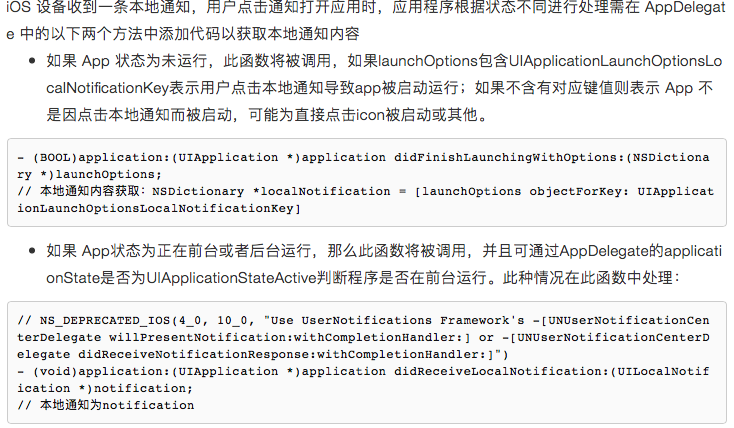 iOS 设备收到一条本地通知，用户点击通知打开应用时，应用程序根据状态不同进行处理需在 AppDelegat
e 中的以下两个方法中添加代码以获取本地通知内容
• 如果 App 状态为未运行，此函数将被调用，如果launchOptions包含UIApplicationLaunchOptionsLo
calNotificationKey表示用户点击本地通知导致app被启动运行；如果不含有对应键值则表示 App 不
是因点击本地通知而被启动，可能为直接点击icon被启动或其他。
- (BOOL)application:(UIApplication *)application didFinishLaunchingWithOptions:(NSDictiona
ry *)launchOptions;
// 本地通知内容获取：NSDictionary *localNotification = [launchOptions objectForKey: UIApplicat
ionLaunchOptionsLocalNotificationKey]
• 如果 App状态为正在前台或者后台运行，那么此函数将被调用，并且可通过AppDelegate的applicati
onState是否为UIApplicationStateActive判断程序是否在前台运行。此种情况在此函数中处理：
// NS_DEPRECATED_IOS(4_0, 10_0, "Use UserNotifications Framework's -[UNUserNotificationCen
terDelegate willPresentNotification:withCompletionHandler:] or -[UNUserNotificationCenterD
elegate didReceiveNotificationResponse:withCompletionHandler:]")
- (void)application:(UIApplication *)application didReceiveLocalNotification:(UILocalNotif
ication *)notification;
// 本地通知为notification